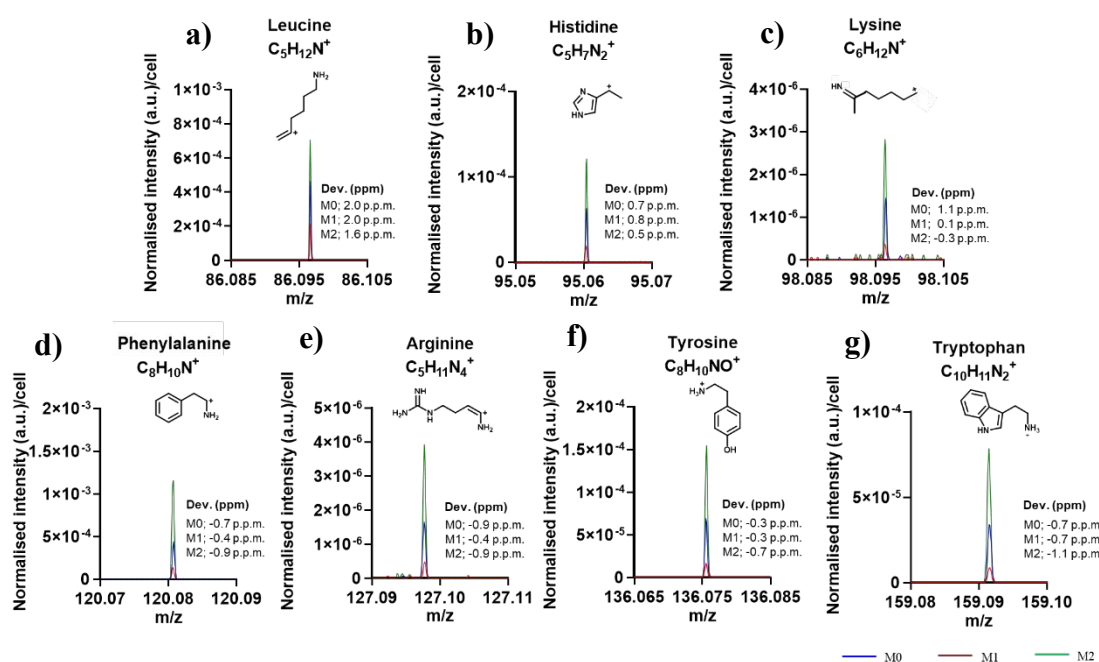 a)
Leucine
C₅H₁₂N⁺
Normalised intensity (a.u.)/cell
1×10⁻³
8×10⁻⁴
6×10⁻⁴
4×10⁻⁴
2×10⁻⁴
0
NH₂
+
Dev. (ppm)
M0; 2.0 p.p.m.
M1; 2.0 p.p.m.
M2; 1.6 p.p.m.
86.085 86.095 86.105
m/z
b)
Histidine
C₅H₇N₂⁺
Normalised intensity (a.u.)/cell
2×10⁻⁴
1×10⁻⁴
0
N
HN
+
Dev. (ppm)
M0; 0.7 p.p.m.
M1; 0.8 p.p.m.
M2; 0.5 p.p.m.
95.05 95.06 95.07
m/z
c)
Lysine
C₆H₁₂N⁺
Normalised intensity (a.u.)/cell
4×10⁻⁶
3×10⁻⁶
2×10⁻⁶
1×10⁻⁶
0
HN
+
Dev. (ppm)
M0; 1.1 p.p.m.
M1; 0.1 p.p.m.
M2; -0.3 p.p.m.
98.085 98.095 98.105
m/z
d)
Phenylalanine
C₈H₁₀N⁺
Normalised intensity (a.u.)/cell
2×10⁻³
2×10⁻³
1×10⁻³
5×10⁻⁴
0
+
NH₂
Dev. (ppm)
M0; -0.7 p.p.m.
M1; -0.4 p.p.m.
M2; -0.9 p.p.m.
120.07 120.08 120.09
m/z
e)
Arginine
C₅H₁₁N₄⁺
Normalised intensity (a.u.)/cell
5×10⁻⁶
4×10⁻⁶
3×10⁻⁶
2×10⁻⁶
1×10⁻⁶
0
NH
H₂N
N
H
+
NH₂
Dev. (ppm)
M0; -0.9 p.p.m.
M1; -0.4 p.p.m.
M2; -0.9 p.p.m.
127.09 127.10 127.11
m/z
f)
Tyrosine
C₈H₁₀NO⁺
Normalised intensity (a.u.)/cell
2×10⁻⁴
2×10⁻⁴
1×10⁻⁴
5×10⁻⁵
0
+
H₂N
OH
Dev. (ppm)
M0; -0.3 p.p.m.
M1; -0.3 p.p.m.
M2; -0.7 p.p.m.
136.065 136.075 136.085
m/z
g)
Tryptophan
C₁₀H₁₁N₂⁺
Normalised intensity (a.u.)/cell
1×10⁻⁴
5×10⁻⁵
0
HN
NH₃
Dev. (ppm)
M0; -0.7 p.p.m.
M1; -0.7 p.p.m.
M2; -1.1 p.p.m.
159.08 159.09 159.10
m/z
M0 M1 M2